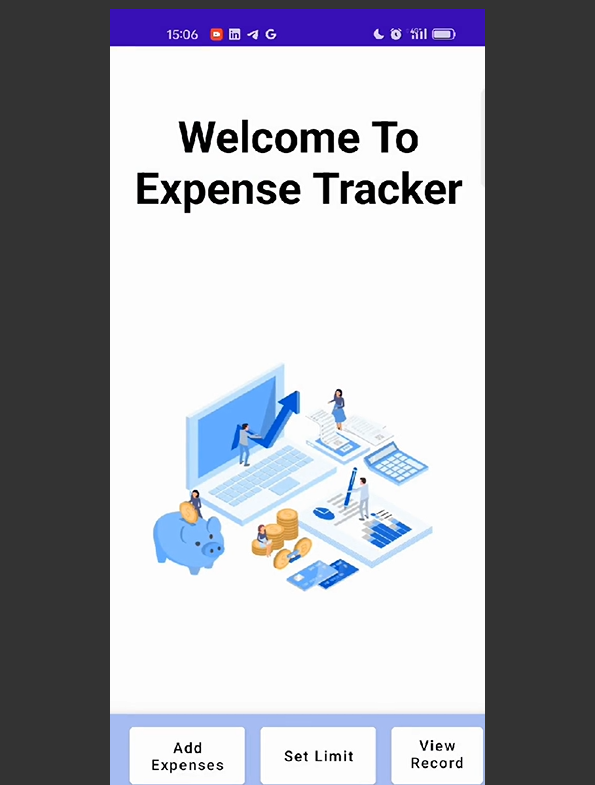 15:06
Welcome To
Expense Tracker
Add
Expenses
Set Limit
View
Record